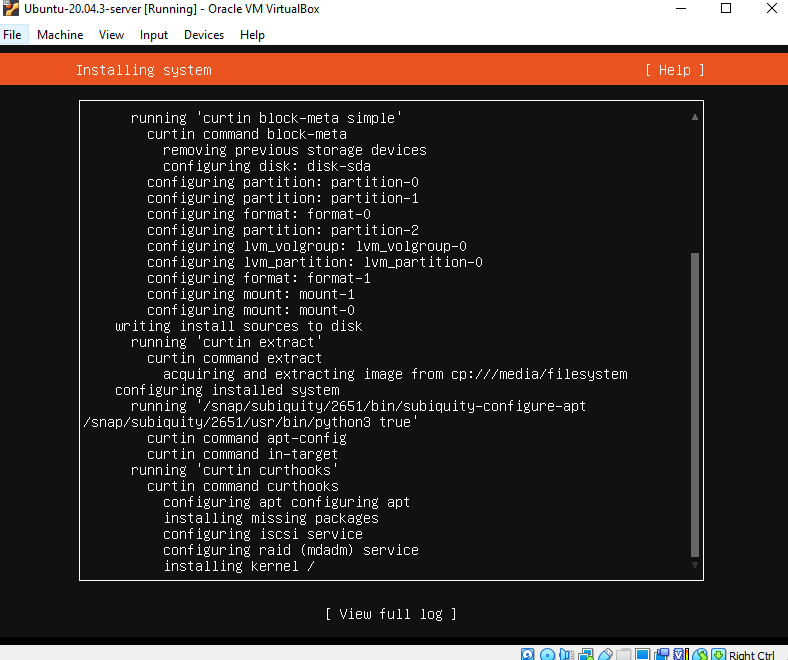 Ubuntu-20.04.3-server [Running] - Oracle VM VirtualBox
File Machine View Input Devices Help
Installing system [ Help ]
running 'curtin block-meta simple'
curtin command block-meta
removing previous storage devices
configuring disk: disk-sda
configuring partition: partition-0
configuring partition: partition-1
configuring format: format-0
configuring partition: partition-2
configuring lvm_volgroup: lvm_volgroup-0
configuring lvm_partition: lvm_partition-0
configuring format: format-1
configuring mount: mount-1
configuring mount: mount-0
writing install sources to disk
running 'curtin extract'
curtin command extract
acquiring and extracting image from cp:///media/filesystem
configuring installed system
running '/snap/subiquity/2651/bin/subiquity-configure-apt
/snap/subiquity/2651/usr/bin/python3 true'
curtin command apt-config
curtin command in-target
running 'curtin curthooks'
curtin command curthooks
configuring apt configuring apt
installing missing packages
configuring iscsi service
configuring raid (mdadm) service
installing kernel /
[ View full log ]
Right Ctrl